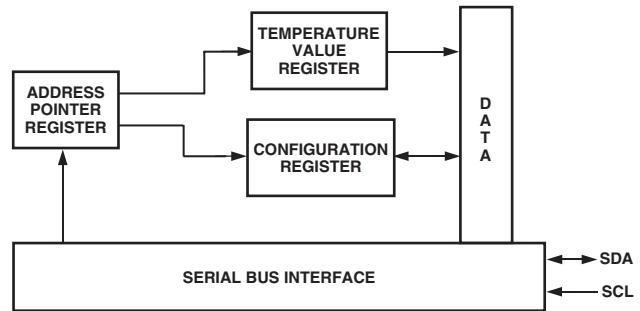 TEMPERATURE
VALUE
REGISTER
ADDRESS
POINTER
REGISTER
CONFIGURATION
REGISTER
D
A
T
A
SERIAL BUS INTERFACE
SDA
SCL